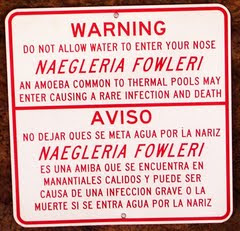 WARNING
DO NOT ALLOW WATER TO ENTER YOUR NOSE
NAEGLERIA FOWLERI
AN AMOEBA COMMON TO THERMAL POOLS MAY
ENTER CAUSING A RARE INFECTION AND DEATH
AVISO
NO DEJAR QUES SE META AGUA POR LA NARIZ
NAEGLERIA FOWLERI
ES UNA AMIBA QUE SE ENCUENTRA EN
MANANTIALES CALIDOS Y PUEDE SER
CAUSA DE UNA INFECCION GRAVE O LA
MUERTE SI SE ENTRA AGUA POR LA NARIZ